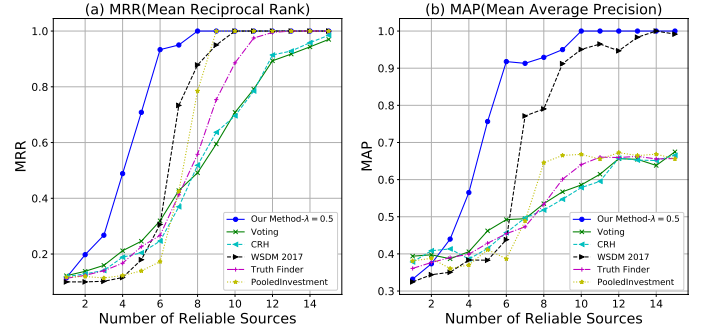 (a) MRR(Mean Reciprocal Rank)
1.0
0.8
0.6
0.4
0.2
MRR
2 4 6 8 10 12 14
Number of Reliable Sources
Our Method-λ = 0.5
Voting
CRH
WSDM 2017
Truth Finder
PooledInvestment
(b) MAP(Mean Average Precision)
1.0
0.9
0.8
0.7
0.6
0.5
0.4
0.3
MAP
2 4 6 8 10 12 14
Number of Reliable Sources
Our Method-λ = 0.5
Voting
CRH
WSDM 2017
Truth Finder
PooledInvestment